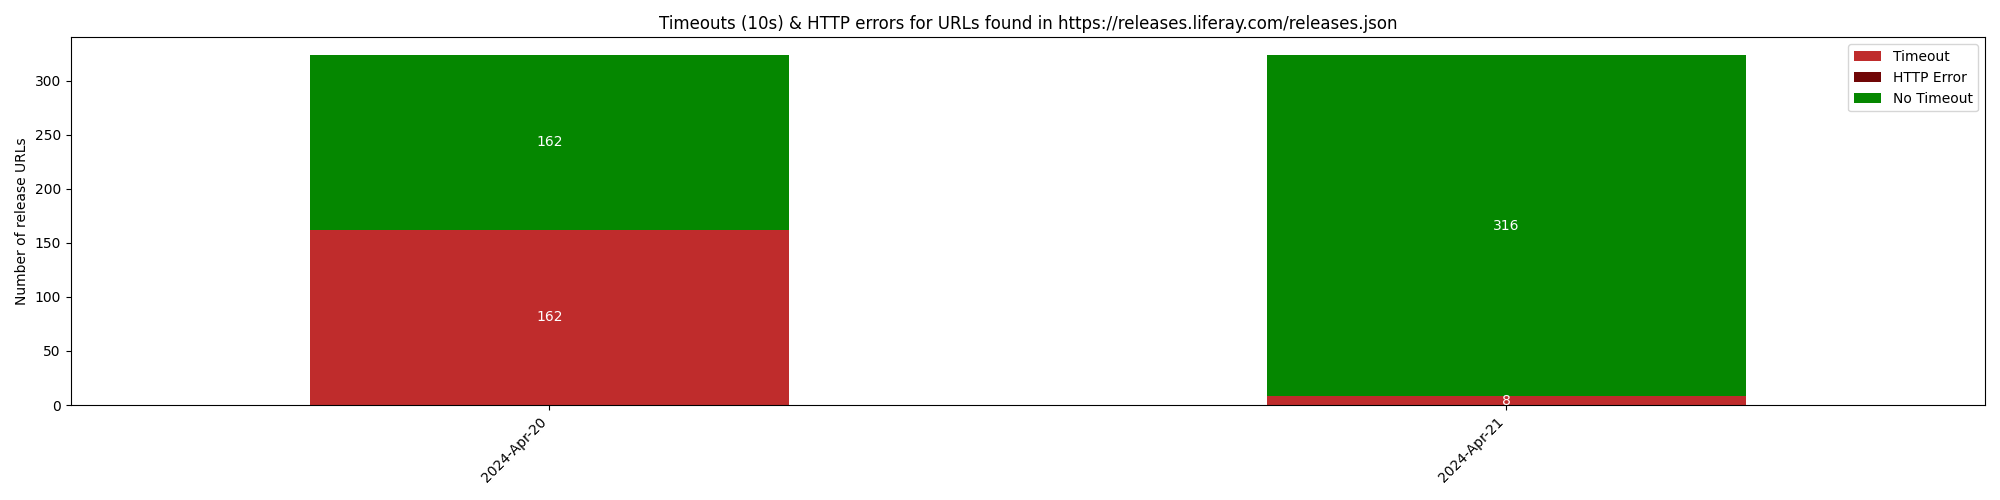 Timeouts (10s) & HTTP errors for URLs found in https://releases.liferay.com/releases.json
Timeout
HTTP Error
No Timeout
Number of release URLs
300
250
200
150
100
50
0
162
162
316
8
2024-Apr-20
2024-Apr-21